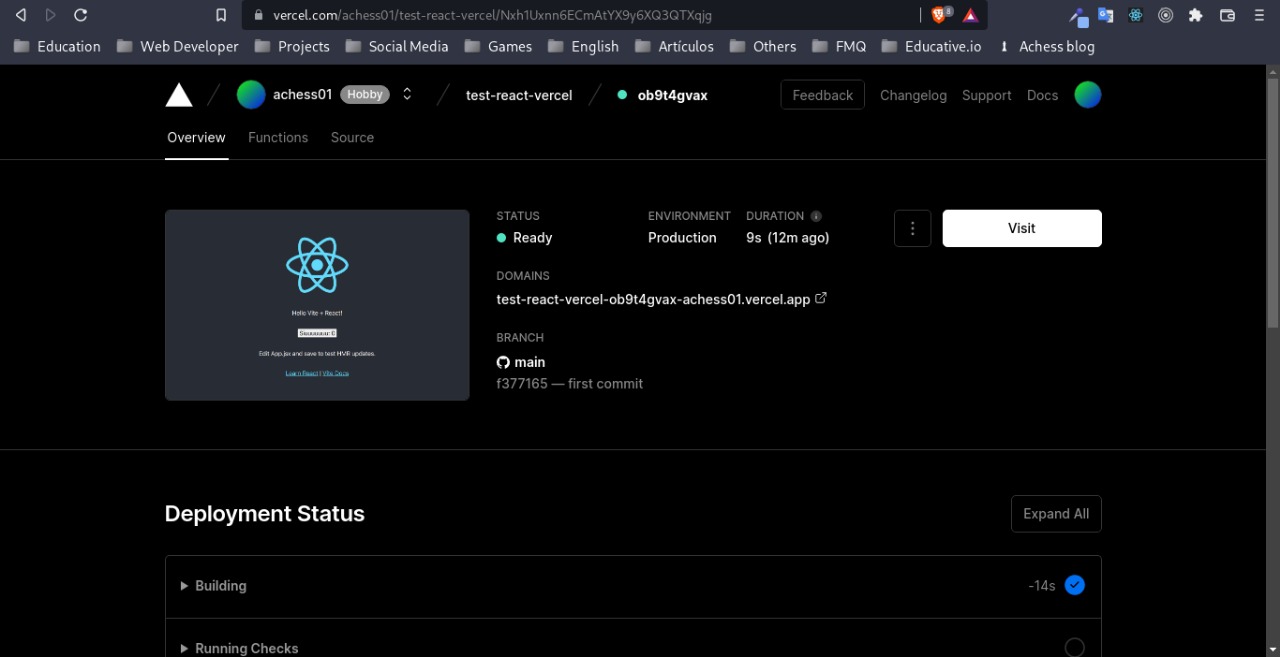 vercel.com/achess01/test-react-vercel/Nxh1Uxnn6ECmAtYX9y6XQ3QTXqjg
8
Education Web Developer Projects Social Media Games English Artículos Others FMQ Educative.io Achess blog
achess01 Hobby test-react-vercel ob9t4gvax Feedback Changelog Support Docs
Overview Functions Source
STATUS ENVIRONMENT DURATION
Ready Production 9s (12m ago)
Visit
DOMAINS
test-react-vercel-ob9t4gvax-achess01.vercel.app
BRANCH
main
f377165 — first commit
Hello Vite + React!
Edit App.jsx and save to test HMR updates.
Learn React | Vite Docs
Deployment Status
Expand All
Building -14s
Running Checks